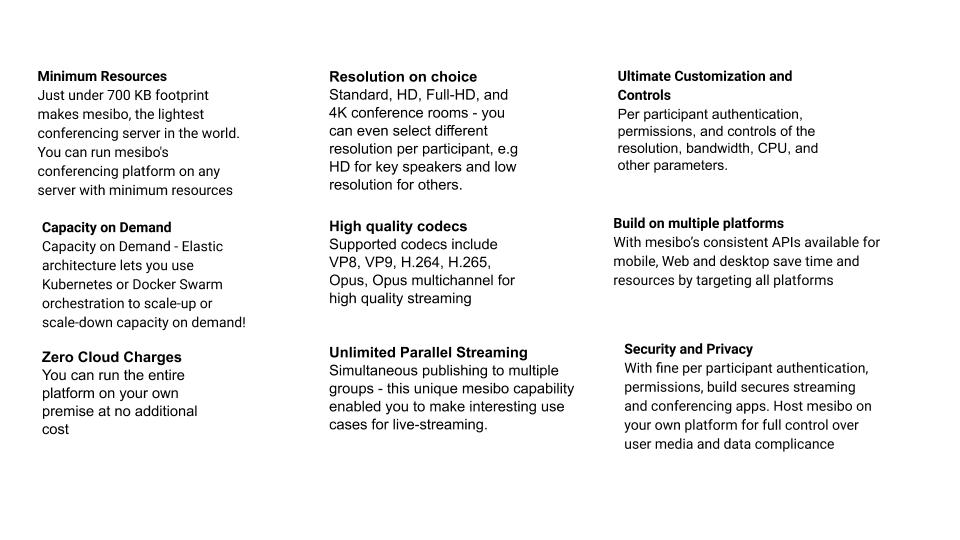 Minimum Resources
Just under 700 KB footprint
makes mesibo, the lightest
conferencing server in the world.
You can run mesibo's
conferencing platform on any
server with minimum resources
Capacity on Demand
Capacity on Demand - Elastic
architecture lets you use
Kubernetes or Docker Swarm
orchestration to scale-up or
scale-down capacity on demand!
Zero Cloud Charges
You can run the entire
platform on your own
premise at no additional
cost
Resolution on choice
Standard, HD, Full-HD, and
4K conference rooms - you
can even select different
resolution per participant, e.g
HD for key speakers and low
resolution for others.
High quality codecs
Supported codecs include
VP8, VP9, H.264, H.265,
Opus, Opus multichannel for
high quality streaming
Unlimited Parallel Streaming
Simultaneous publishing to multiple
groups - this unique mesibo capability
enabled you to make interesting use
cases for live-streaming.
Ultimate Customization and
Controls
Per participant authentication,
permissions, and controls of the
resolution, bandwidth, CPU, and
other parameters.
Build on multiple platforms
With mesibo’s consistent APIs available for
mobile, Web and desktop save time and
resources by targeting all platforms
Security and Privacy
With fine per participant authentication,
permissions, build secures streaming
and conferencing apps. Host mesibo on
your own platform for full control over
user media and data complicance